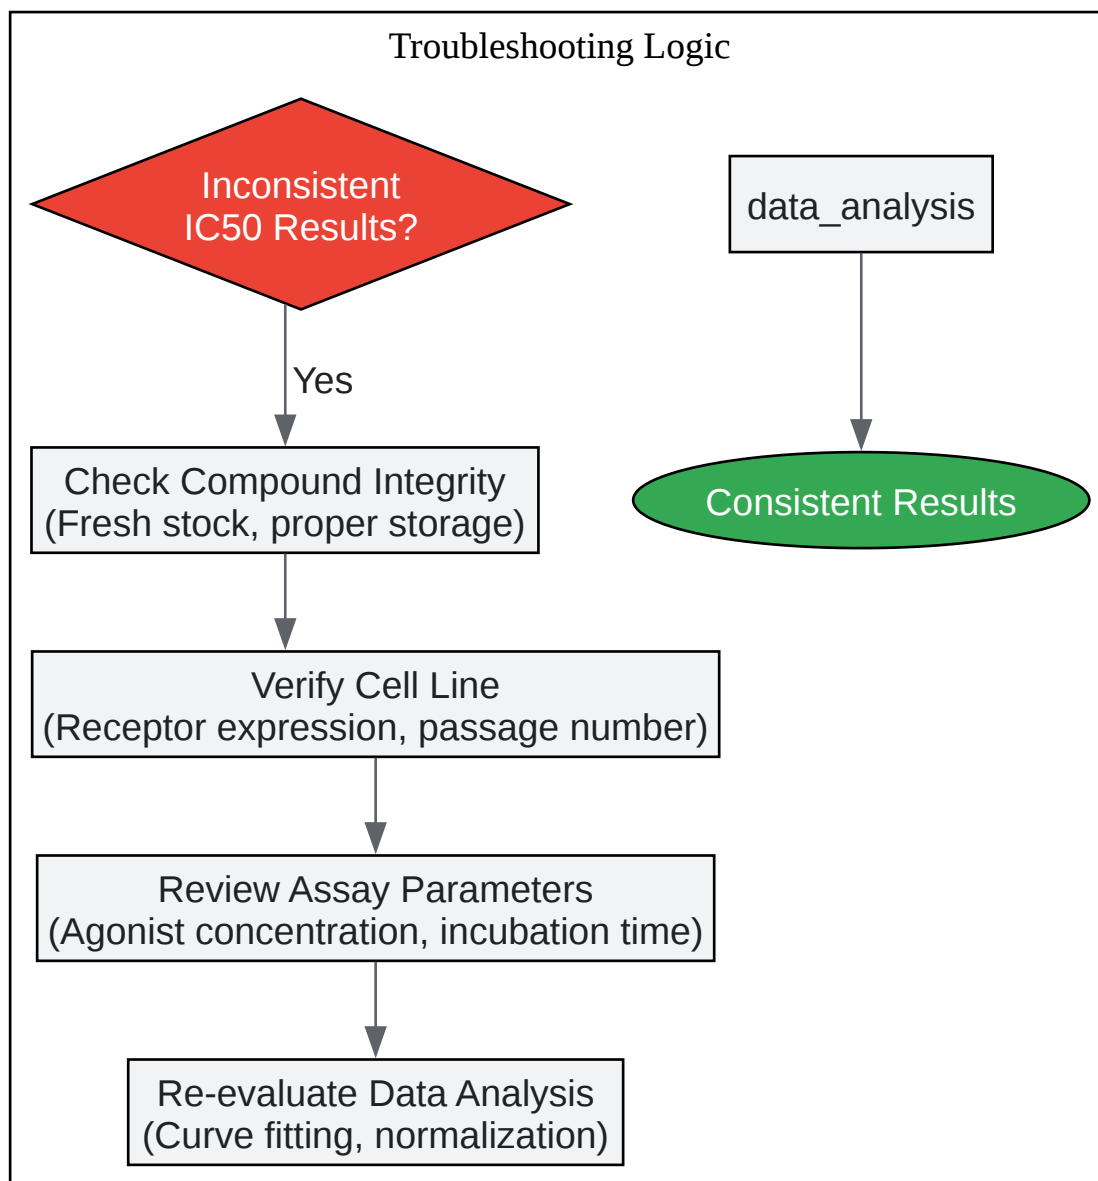 Troubleshooting Logic
Inconsistent
IC50 Results?
Yes
Check Compound Integrity
(Fresh stock, proper storage)
Verify Cell Line
(Receptor expression, passage number)
Review Assay Parameters
(Agonist concentration, incubation time)
Re-evaluate Data Analysis
(Curve fitting, normalization)
data_analysis
Consistent Results